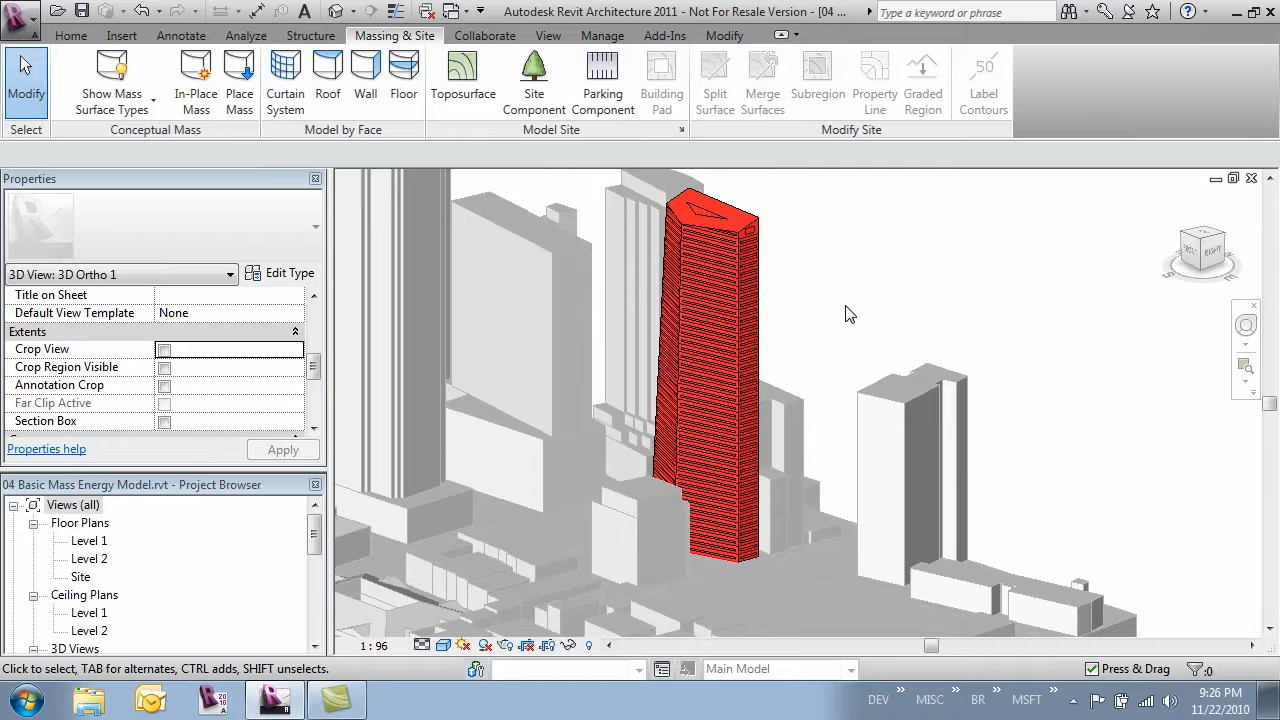 Autodesk Revit Architecture 2011 - Not For Resale Version - [04 ...
Type a keyword or phrase
Home Insert Annotate Analyze Structure Massing & Site Collaborate View Manage Add-Ins Modify
Modify
Show Mass
Surface Types
In-Place
Mass
Place
Mass
Curtain
System
Roof
Wall
Floor
Toposurface
Site
Component
Parking
Component
Building
Pad
Split
Surface
Merge
Surfaces
Subregion
Property
Line
Graded
Region
50
Label
Contours
Select
Conceptual Mass
Model by Face
Model Site
Modify Site
Properties
3D View: 3D Ortho 1
Edit Type
Title on Sheet
Default View Template None
Extents
Crop View
Crop Region Visible
Annotation Crop
Far Clip Active
Section Box
Properties help
Apply
04 Basic Mass Energy Model.rvt - Project Browser
Views (all)
Floor Plans
Level 1
Level 2
Site
Ceiling Plans
Level 1
Level 2
3D Views
RIGHT
1 : 96
Click to select, TAB for alternates, CTRL adds, SHIFT unselects.
Main Model
Press & Drag
:0
DEV MISC BR MSFT
9:26 PM
11/22/2010